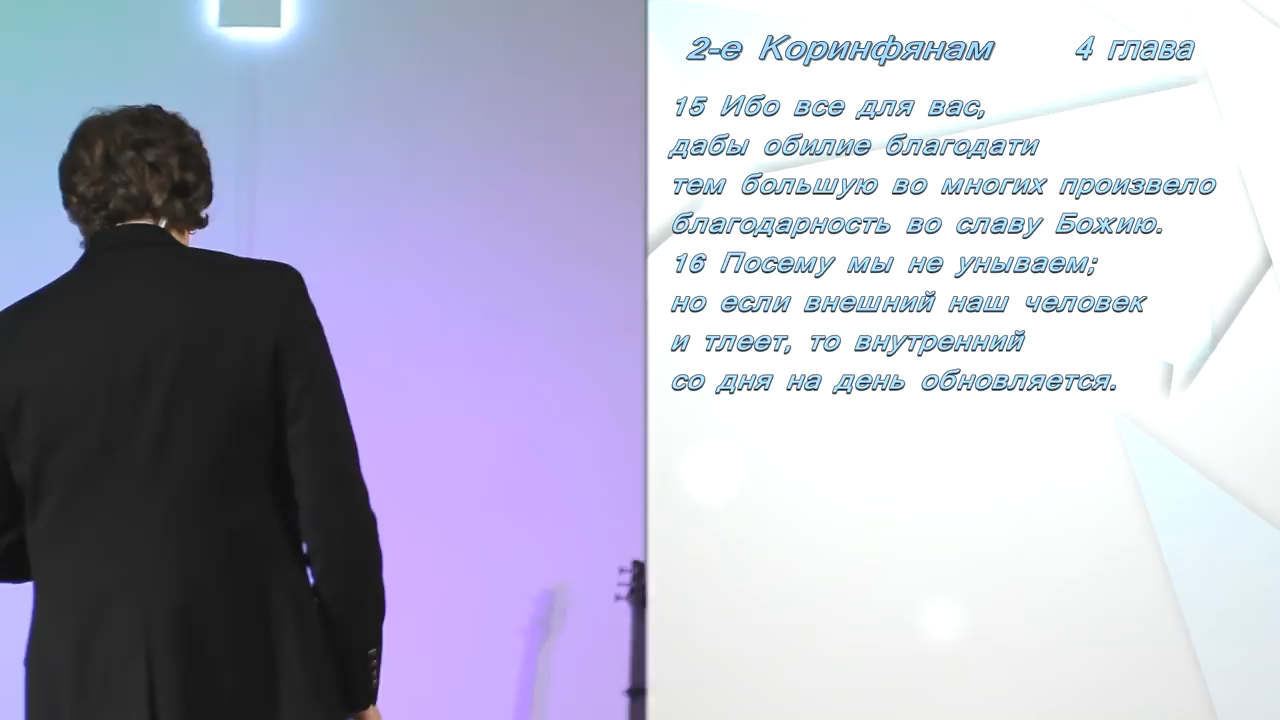 2-е Коринфянам 4 глава
15 Ибо все для вас,
дабы обилие благодати
тем большую во многих произвело
благодарность во славу Божию.
16 Посему мы не унываем;
но если внешний наш человек
и тлеет, то внутренний
со дня на день обновляется.